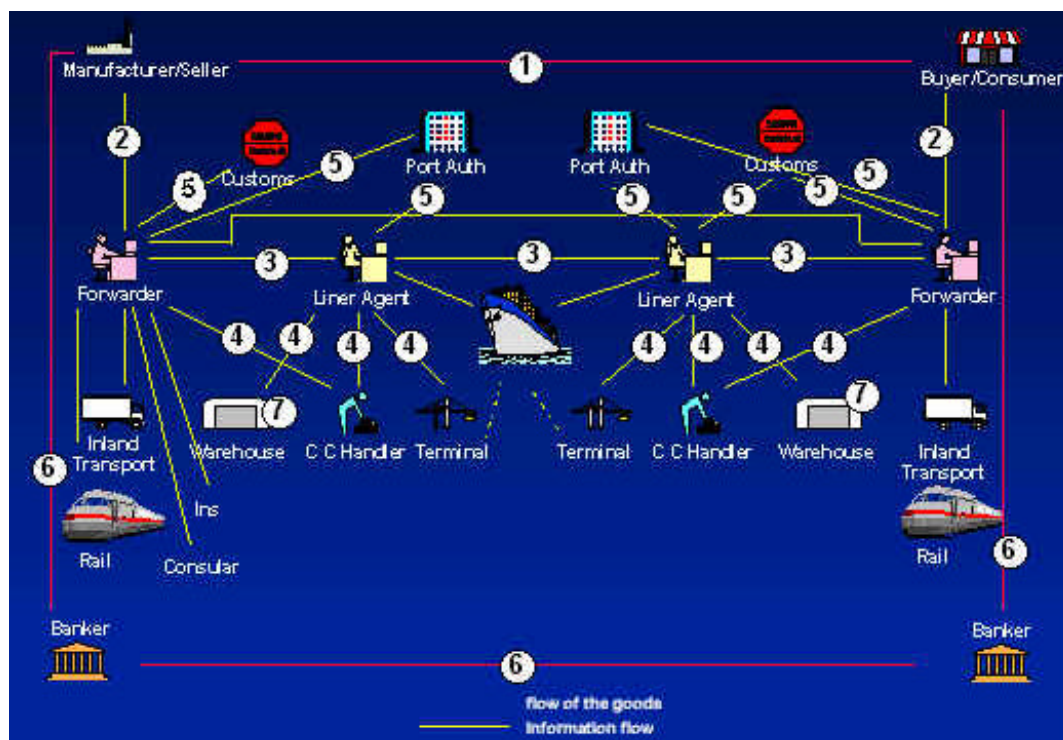 Manufacturer/Seller
1
Buyer/Consumer
2
Customs
5
5
Port Auth
Port Auth
Customs
2
5
5
5
5
5
5
3
3
3
Forwarder
Liner Agent
Liner Agent
Forwarder
4
4
4
4
4
4
4
4
7
7
Inland
Transport
Warehouse
C C Handler
Terminal
Terminal
C C Handler
Warehouse
Inland
Transport
6
Ins
Rail
Consular
Rail
6
Banker
Banker
6
flow of the goods
Information flow